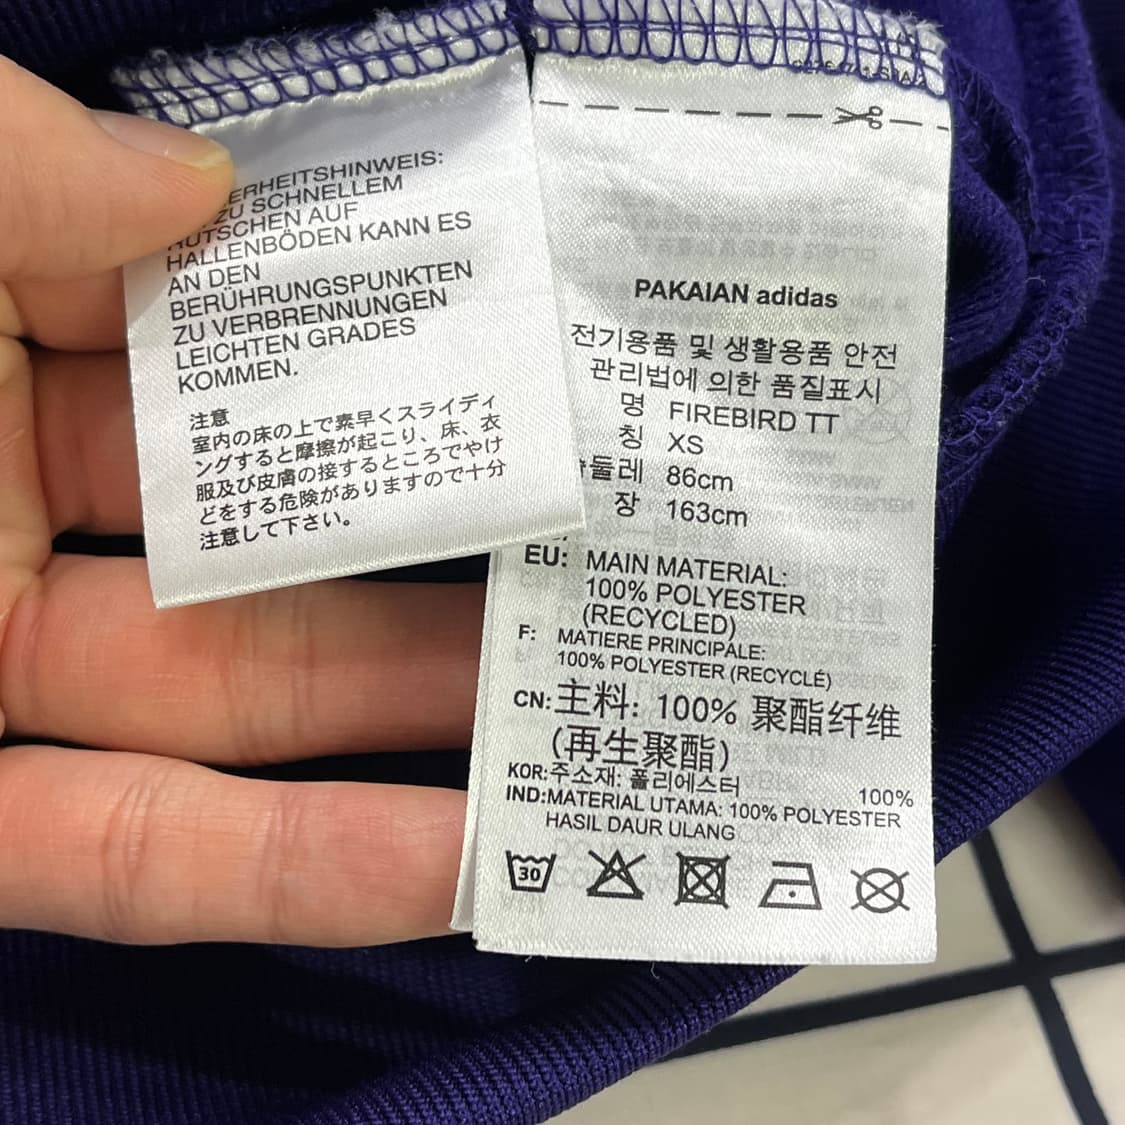 ERHEITSHINWEIS:
ZU SCHNELLEM
RUTSCHEN AUF
HALLENBÖDEN KANN ES
AN DEN
BERÜHRUNGSPUNKTEN
ZU VERBRENNUNGEN
LEICHTEN GRADES
KOMMEN.
注意
室内の床の上で素早くスライディ
ングすると摩擦が起こり、床、衣
服及び皮膚の接するところでやけ
どをする危険がありますので十分
注意して下さい。
PAKAIAN adidas
전기용품 및 생활용품 안전
관리법에 의한 품질표시
명 FIREBIRD TT
칭 XS
둘레 86cm
장 163cm
EU: MAIN MATERIAL:
100% POLYESTER
(RECYCLED)
F: MATIERE PRINCIPALE:
100% POLYESTER (RECYCLÉ)
CN: 主料: 100% 聚酯纤维
(再生聚酯)
KOR:주소재: 폴리에스터 100%
IND:MATERIAL UTAMA: 100% POLYESTER
HASIL DAUR ULANG
30